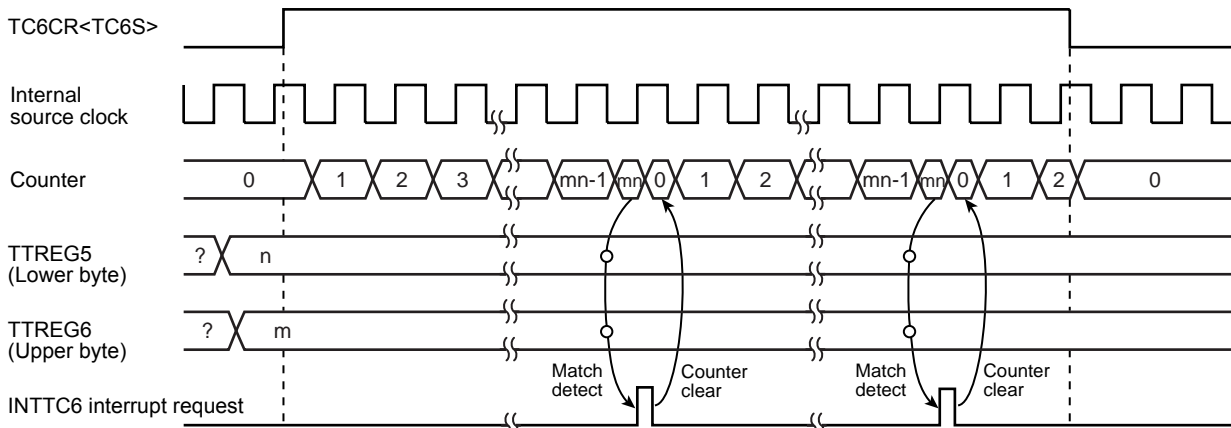 TC6CR<TC6S>
Internal
source clock
Counter
0 1 2 3 mn-1 mn 0 1 2 mn-1 mn 0 1 2 0
TTREG5
(Lower byte)
? n
TTREG6
(Upper byte)
? m
Match
detect
Counter
clear
Match
detect
Counter
clear
INTTC6 interrupt request